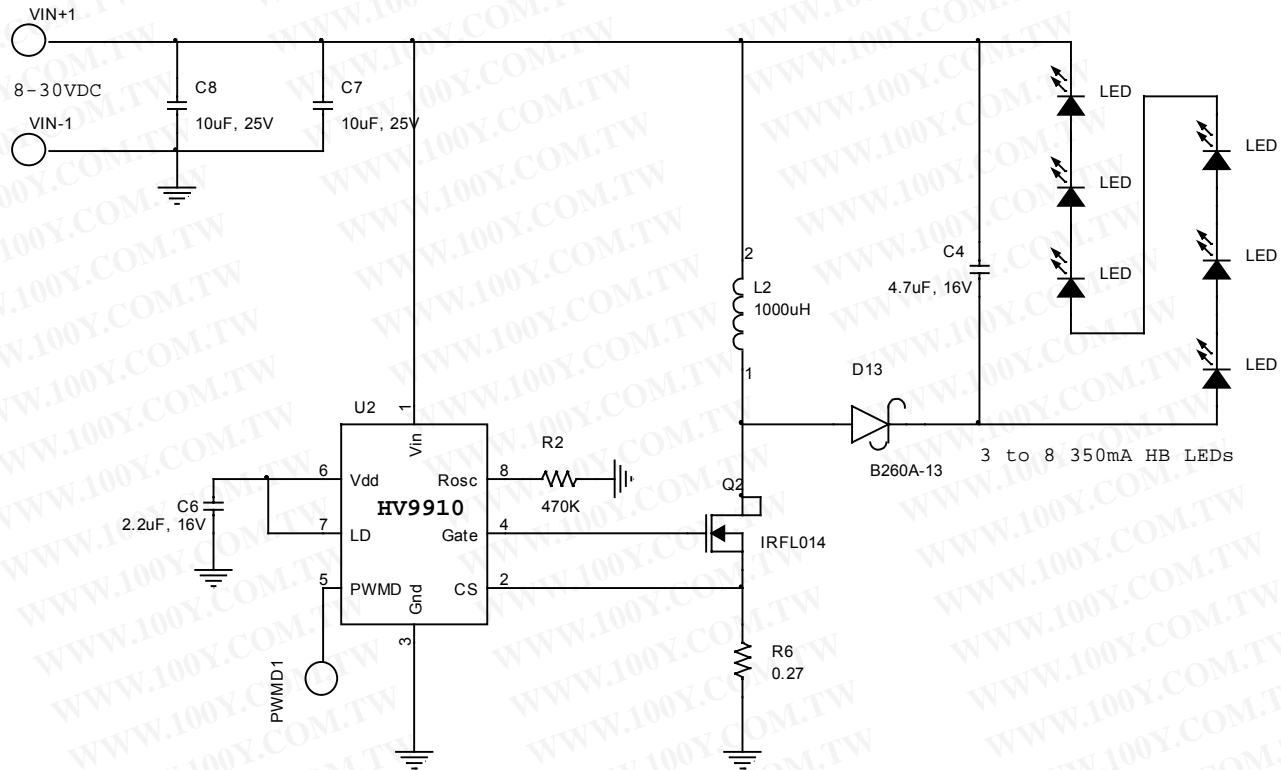 VIN+1
8-30VDC
VIN-1
C8
10uF, 25V
C7
10uF, 25V
LED
LED
LED
LED
LED
LED
2
L2
1000uH
1
C4
4.7uF, 16V
D13
B260A-13
3 to 8 350mA HB LEDs
U2
1
Vin
6
Vdd
Rosc
8
R2
470K
HV9910
C6
2.2uF, 16V
7
LD
Gate
4
Q2
IRFL014
5
PWMD
CS
2
Gnd
3
PWMD1
R6
0.27
WWW.100Y.COM.TW